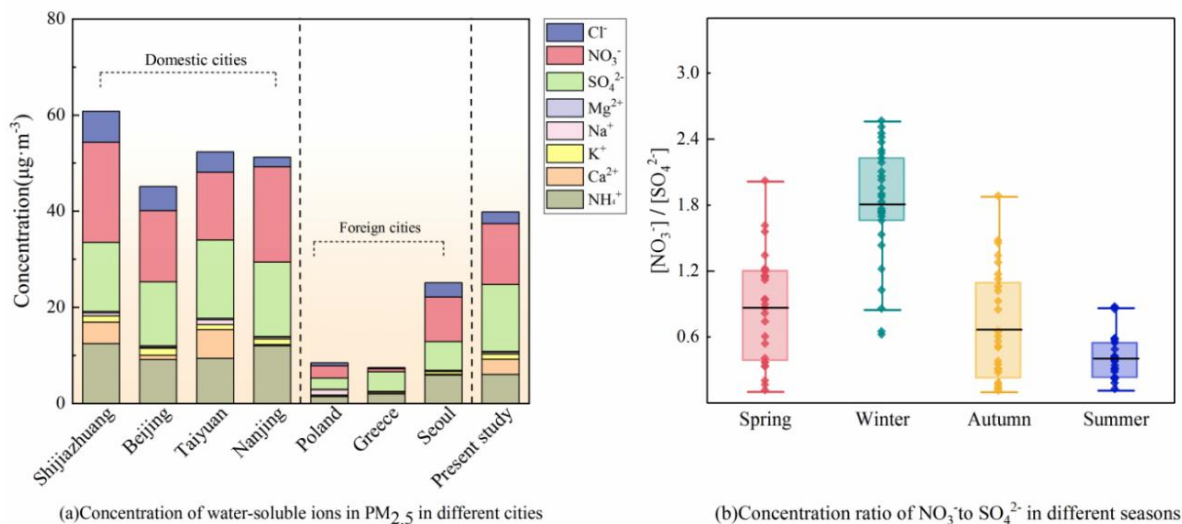 80
60
40
20
0
Concentration(μg·m⁻³)
Domestic cities
Foreign cities
Cl⁻
NO₃⁻
SO₄²⁻
Mg²⁺
Na⁺
K⁺
Ca²⁺
NH₄⁺
Shijiazhuang
Beijing
Taiyuan
Nanjing
Poland
Greece
Seoul
Present study
(a)Concentration of water-soluble ions in PM₂.₅ in different cities
3.0
2.4
1.8
1.2
0.6
[NO₃⁻] / [SO₄²⁻]
Spring
Winter
Autumn
Summer
(b)Concentration ratio of NO₃⁻to SO₄²⁻ in different seasons